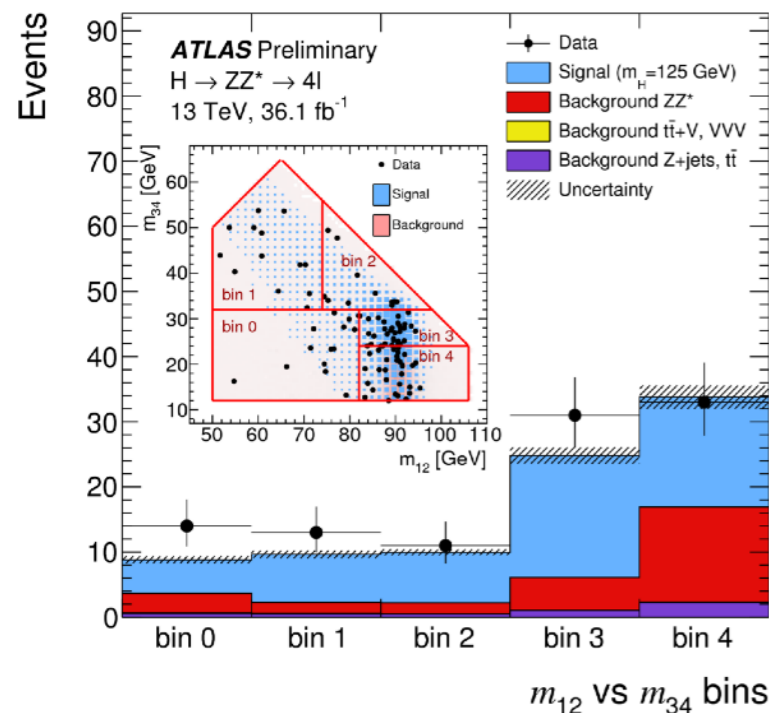 Events
90
80
70
60
50
40
30
20
10
0
ATLAS Preliminary
H → ZZ* → 4l
13 TeV, 36.1 fb⁻¹
Data
Signal (m_H=125 GeV)
Background ZZ*
Background tt̄+V, VVV
Background Z+jets, tt̄
Uncertainty
m₃₄ [GeV]
60
50
40
30
20
10
Data
Signal
Background
bin 2
bin 1
bin 0
bin 3
bin 4
50 60 70 80 90 100 110
m₁₂ [GeV]
bin 0 bin 1 bin 2 bin 3 bin 4
m₁₂ vs m₃₄ bins